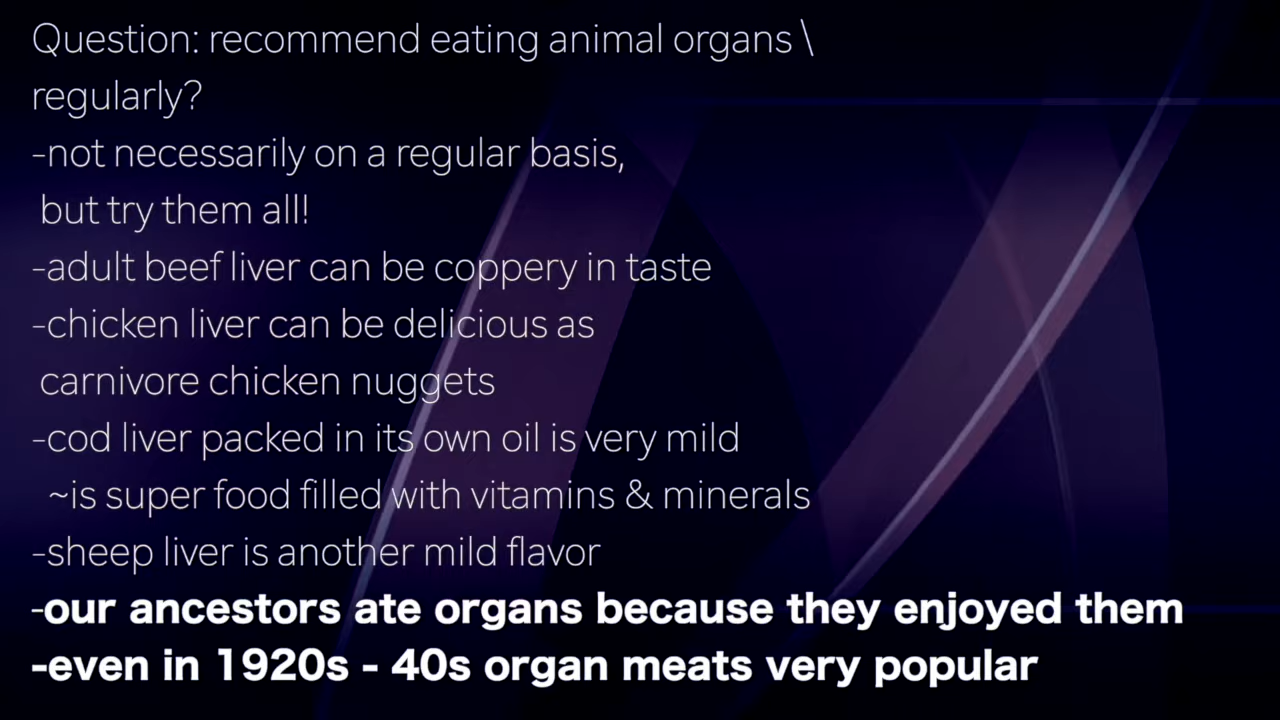 Question: recommend eating animal organs \
regularly?
-not necessarily on a regular basis,
but try them all!
-adult beef liver can be coppery in taste
-chicken liver can be delicious as
carnivore chicken nuggets
-cod liver packed in its own oil is very mild
~is super food filled with vitamins & minerals
-sheep liver is another mild flavor
-our ancestors ate organs because they enjoyed them
-even in 1920s - 40s organ meats very popular